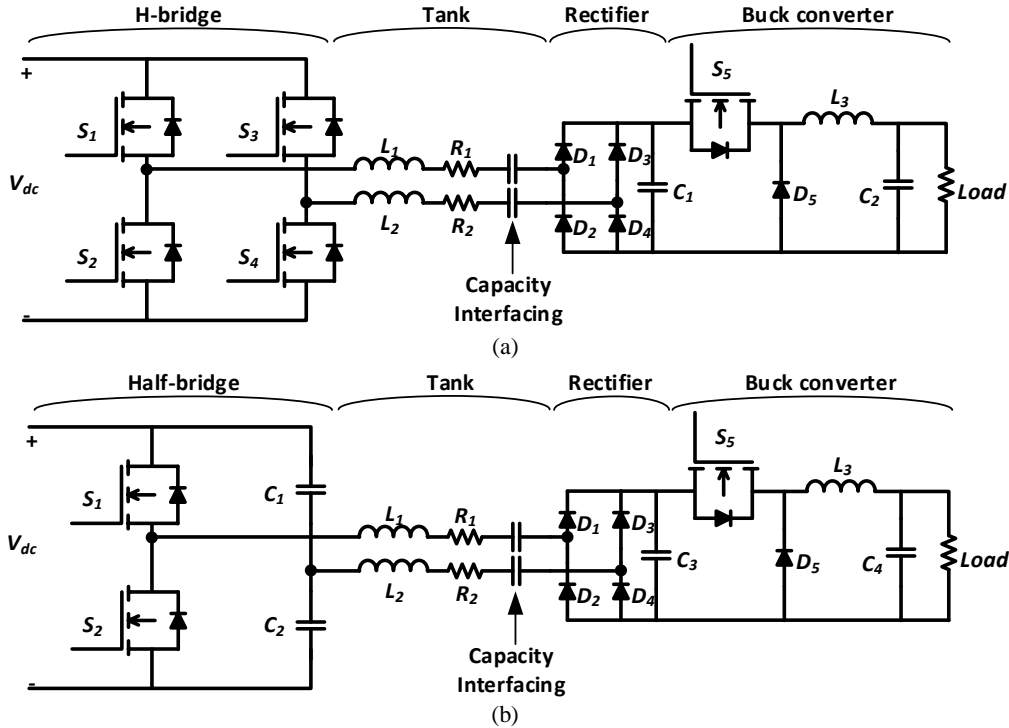 H-bridge Tank Rectifier Buck converter
+
S5
L3
S1 S3
L1 R1 D1 D3
Vdc C1 D5 C2 Load
L2 R2 D2 D4
S2 S4
Capacity
Interfacing
-
(a)
Half-bridge Tank Rectifier Buck converter
+
S5
L3
S1 C1
L1 R1 D1 D3
Vdc C3 D5 C4 Load
L2 R2 D2 D4
S2 C2
Capacity
Interfacing
-
(b)